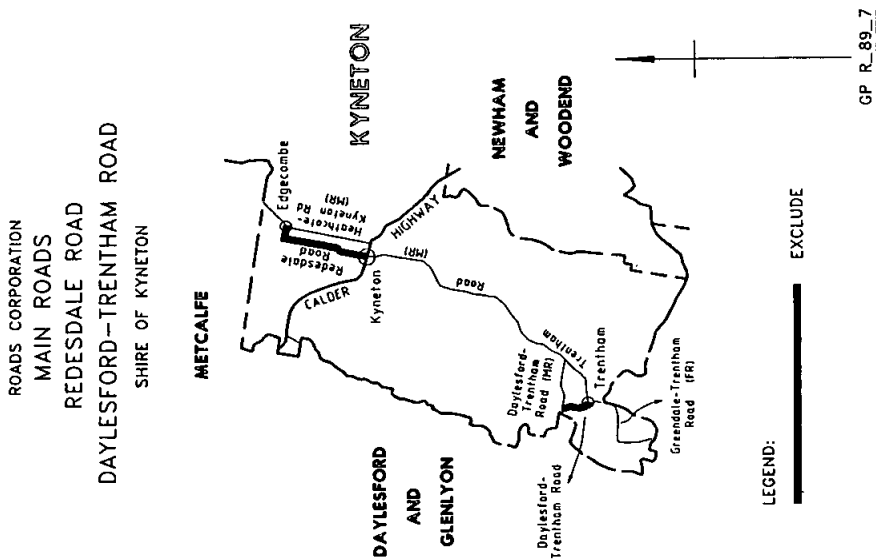 ROADS CORPORATION
MAIN ROADS
REDESDALE ROAD
DAYLESFORD-TRENTHAM ROAD
SHIRE OF KYNETON
METCALFE
Edgecombe
Heathcote-
Kyneton Rd
(MR)
Redesdale
Road
CALDER
HIGHWAY
Kyneton
KYNETON
(MR)
Road
Trentham
DAYLESFORD
AND
GLENLYON
NEWHAM
AND
WOODEND
Daylesford-
Trentham
Road (MR)
Trentham
Daylesford-
Trentham Road
Greendale-Trentham
Road (FR)
LEGEND:
EXCLUDE
GP R_89_7